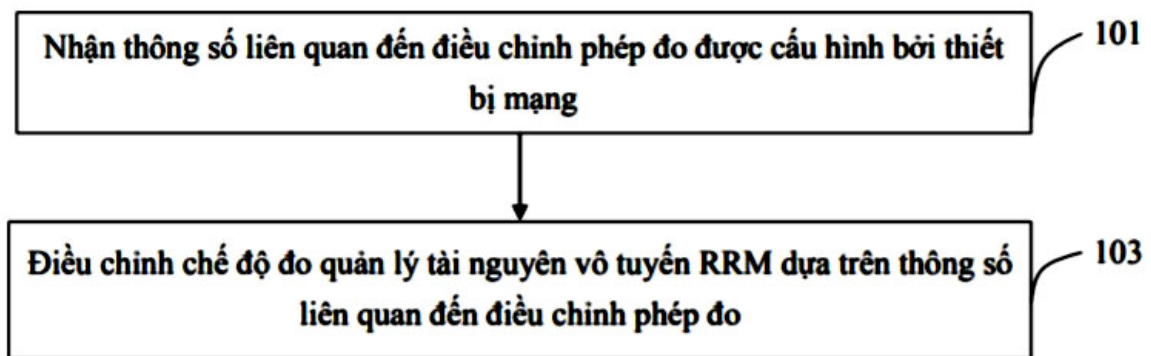 Nhận thông số liên quan đến điều chỉnh phép đo được cấu hình bởi thiết
bị mạng
101
Điều chỉnh chế độ đo quản lý tài nguyên vô tuyến RRM dựa trên thông số
liên quan đến điều chỉnh phép đo
103